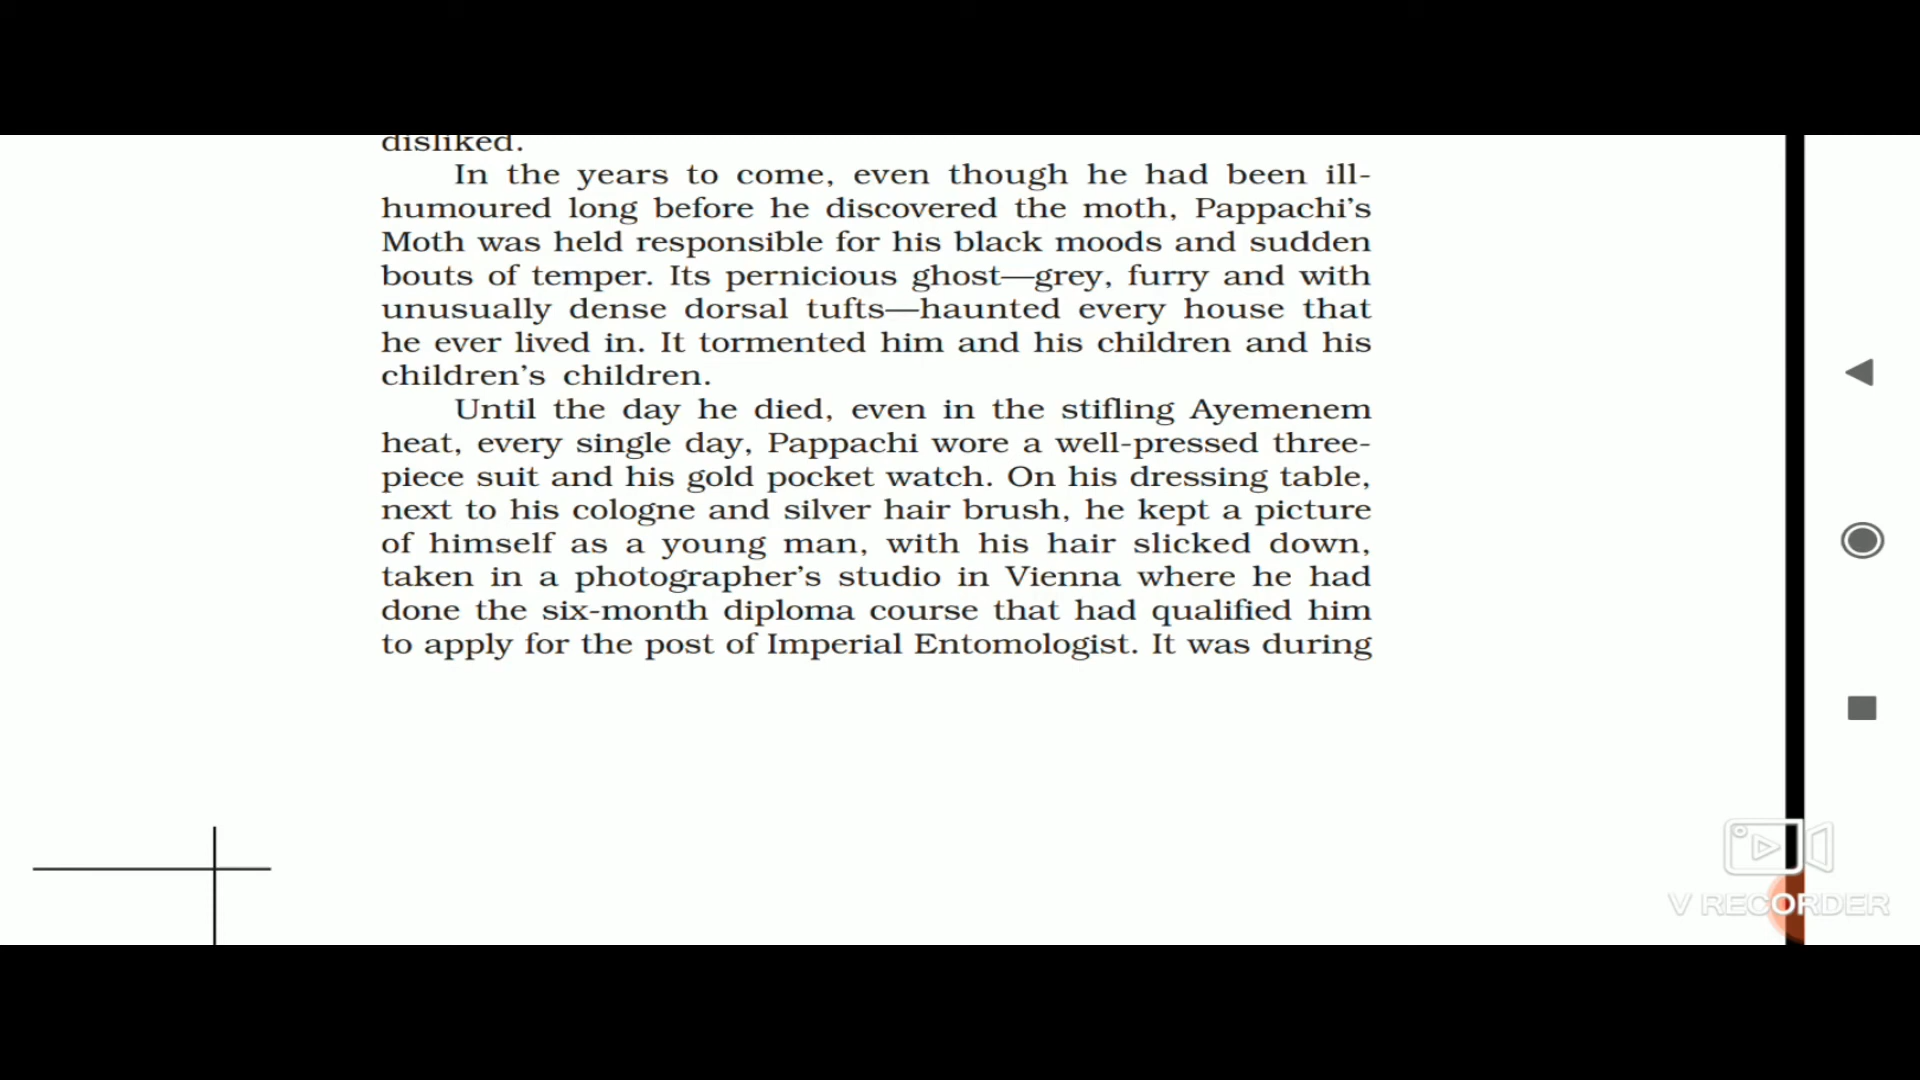 disliked.
In the years to come, even though he had been ill-
humoured long before he discovered the moth, Pappachi’s
Moth was held responsible for his black moods and sudden
bouts of temper. Its pernicious ghost—grey, furry and with
unusually dense dorsal tufts—haunted every house that
he ever lived in. It tormented him and his children and his
children’s children.
Until the day he died, even in the stifling Ayemenem
heat, every single day, Pappachi wore a well-pressed three-
piece suit and his gold pocket watch. On his dressing table,
next to his cologne and silver hair brush, he kept a picture
of himself as a young man, with his hair slicked down,
taken in a photographer’s studio in Vienna where he had
done the six-month diploma course that had qualified him
to apply for the post of Imperial Entomologist. It was during
V RECORDER